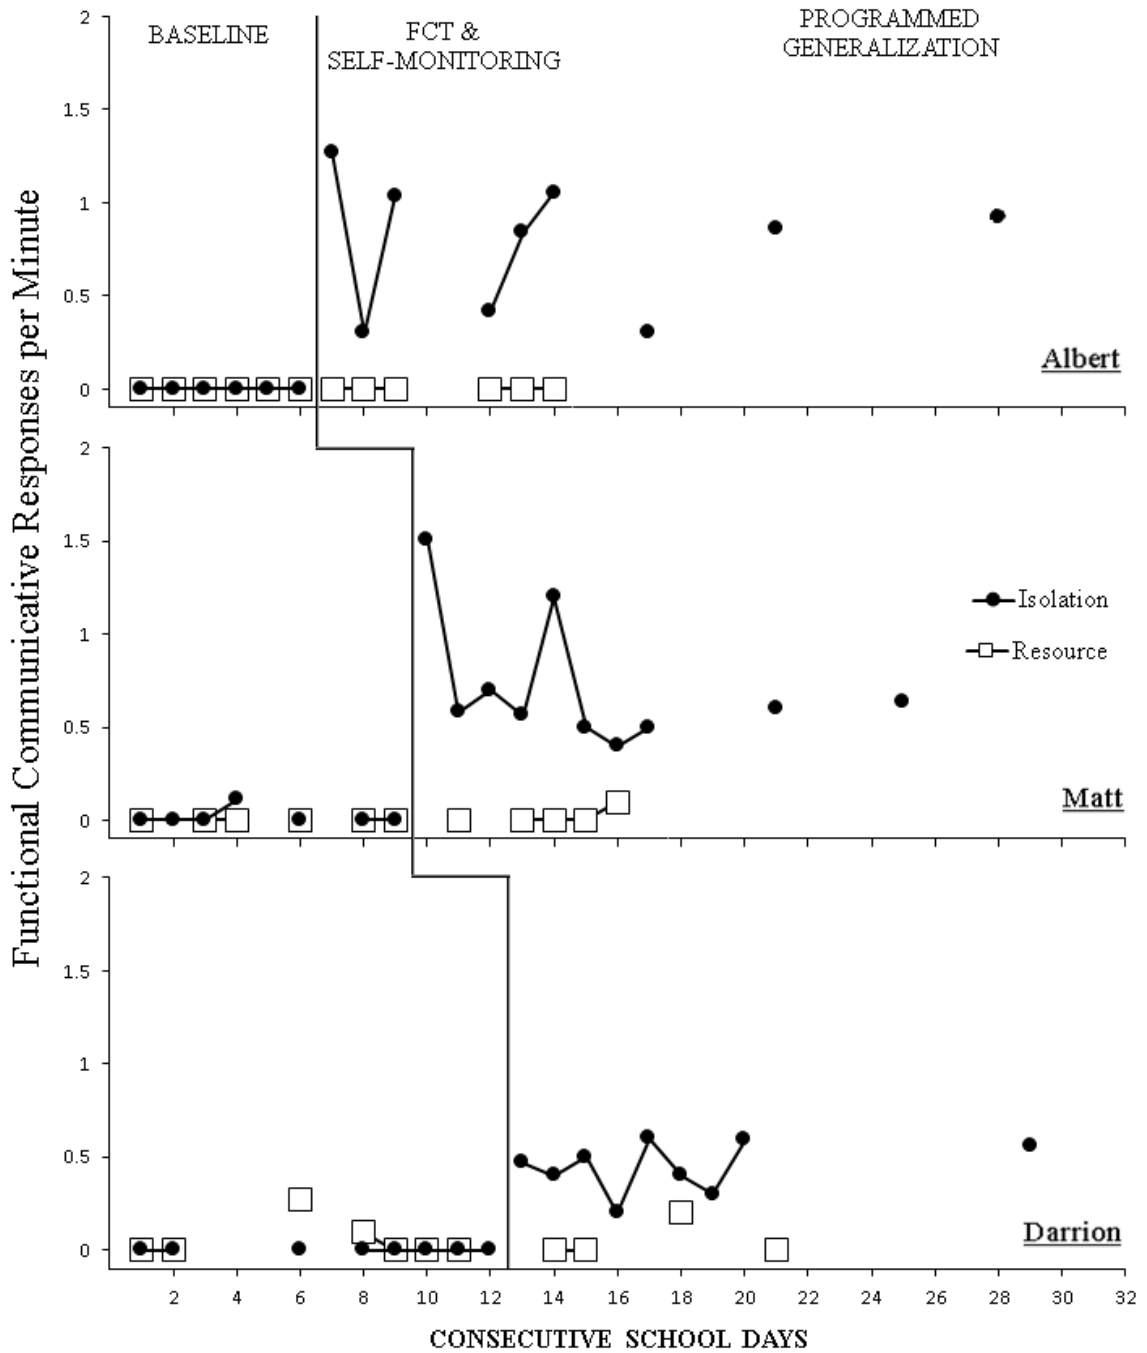 BASELINE
FCT &
SELF-MONITORING
PROGRAMMED
GENERALIZATION
Functional Communicative Responses per Minute
2
1.5
1
0.5
0
Albert
2
1.5
1
0.5
0
Isolation
Resource
Matt
2
1.5
1
0.5
0
Darrion
2 4 6 8 10 12 14 16 18 20 22 24 26 28 30 32
CONSECUTIVE SCHOOL DAYS